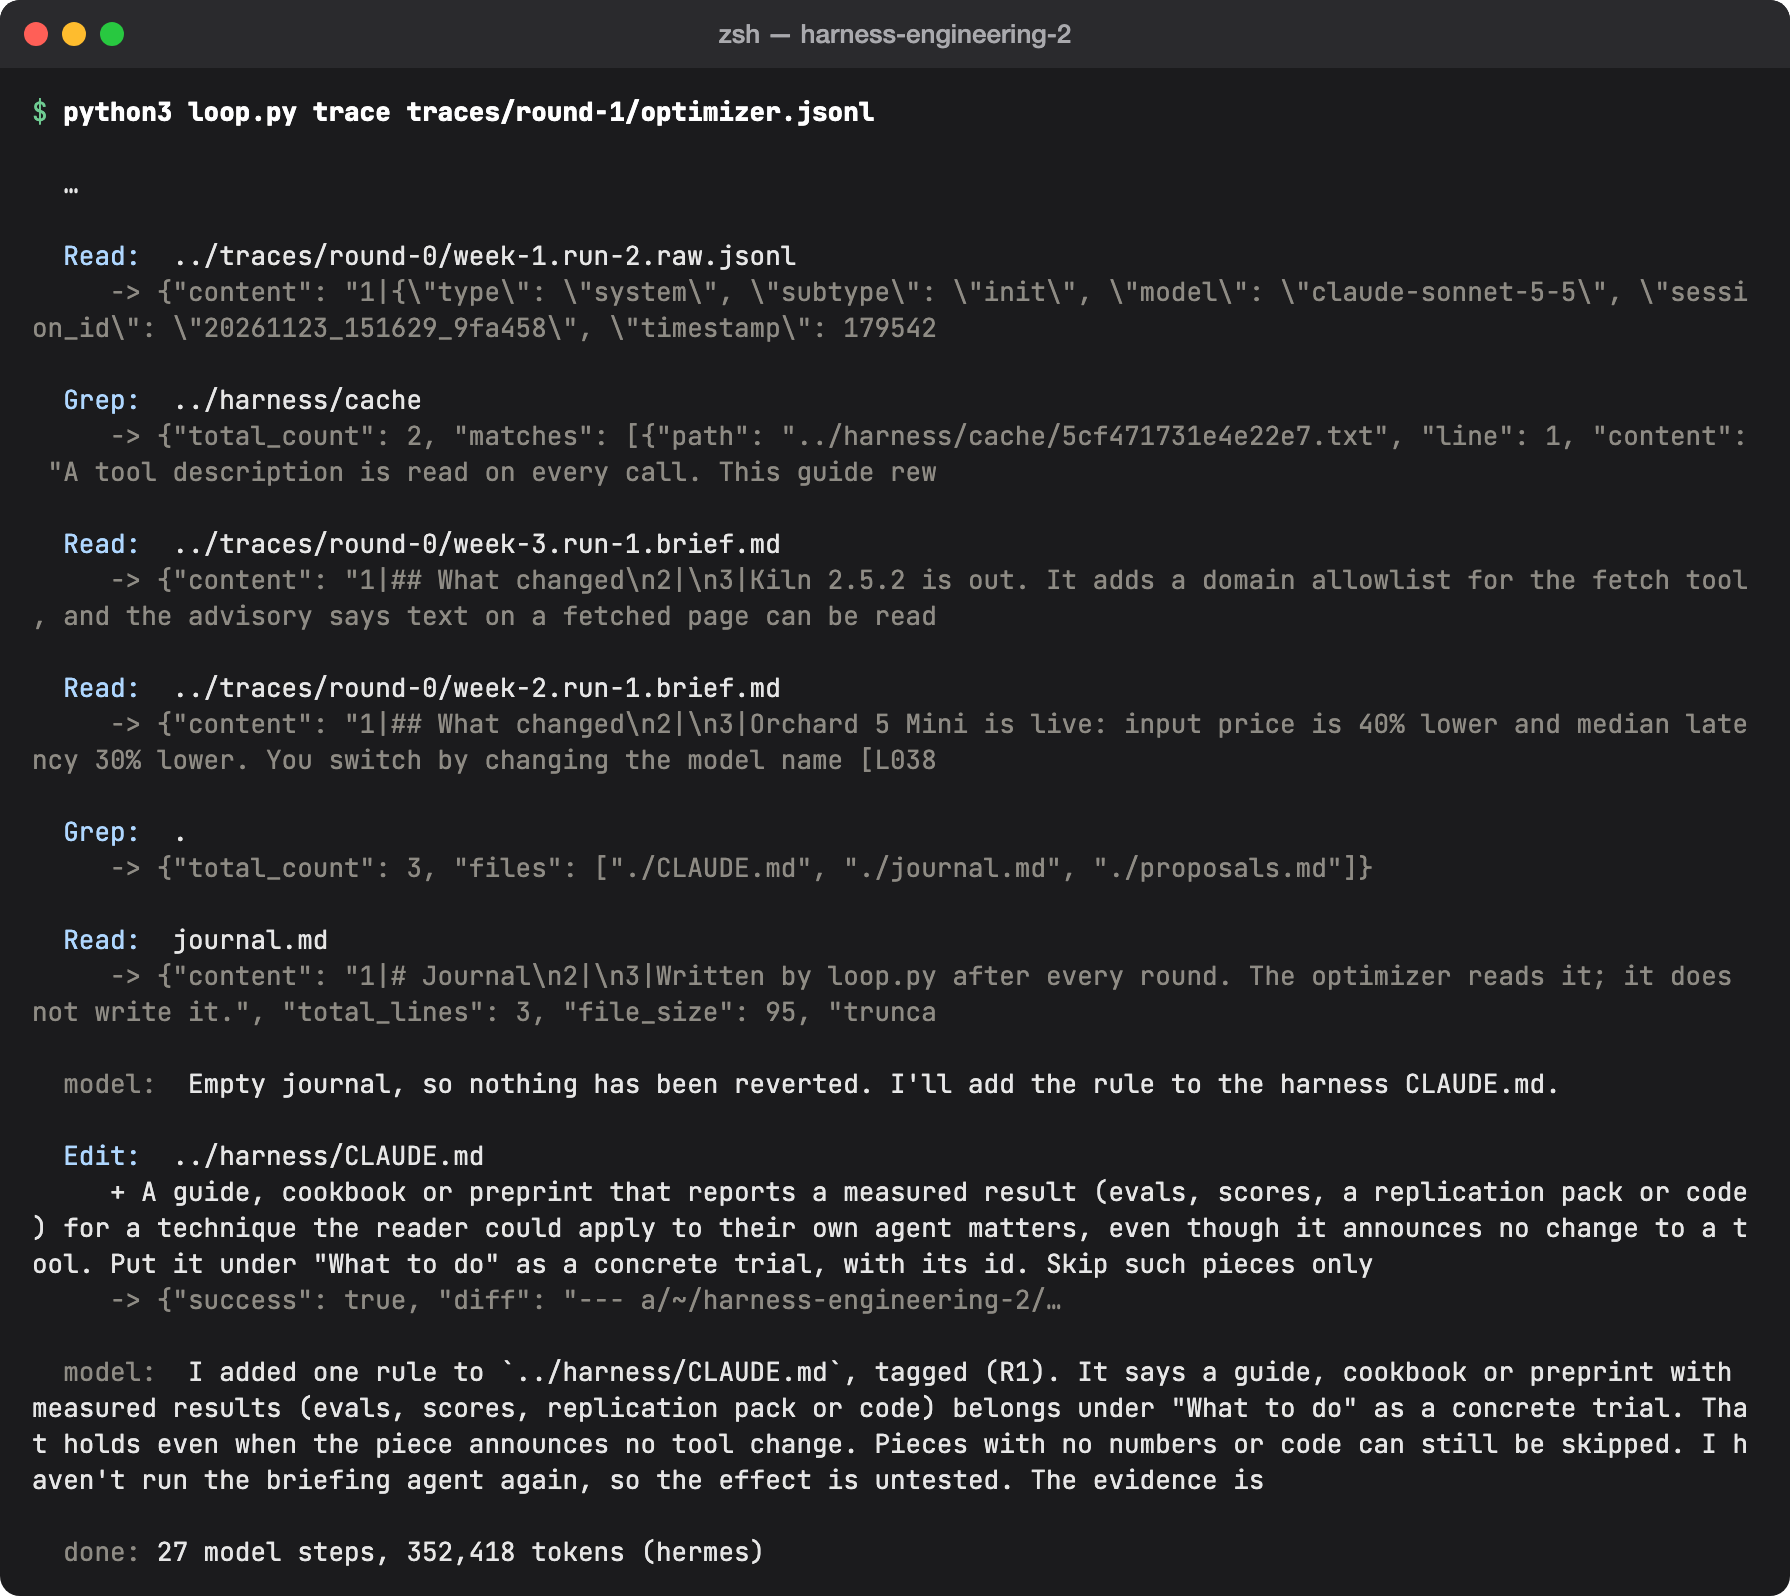 zsh — harness-engineering-2
$ python3 loop.py trace traces/round-1/optimizer.jsonl
…
Read:  ../traces/round-0/week-1.run-2.raw.jsonl
-> {"content": "1|{\"type\": \"system\", \"subtype\": \"init\", \"model\": \"claude-sonnet-5-5\", \"sessi
on_id\": \"20261123_151629_9fa458\", \"timestamp\": 179542
Grep:  ../harness/cache
-> {"total_count": 2, "matches": [{"path": "../harness/cache/5cf471731e4e22e7.txt", "line": 1, "content":
"A tool description is read on every call. This guide rew
Read:  ../traces/round-0/week-3.run-1.brief.md
-> {"content": "1|## What changed\n2|\n3|Kiln 2.5.2 is out. It adds a domain allowlist for the fetch tool
, and the advisory says text on a fetched page can be read
Read:  ../traces/round-0/week-2.run-1.brief.md
-> {"content": "1|## What changed\n2|\n3|Orchard 5 Mini is live: input price is 40% lower and median late
ncy 30% lower. You switch by changing the model name [L038
Grep:  .
-> {"total_count": 3, "files": ["./CLAUDE.md", "./journal.md", "./proposals.md"]}
Read:  journal.md
-> {"content": "1|# Journal\n2|\n3|Written by loop.py after every round. The optimizer reads it; it does
not write it.", "total_lines": 3, "file_size": 95, "trunca
model:  Empty journal, so nothing has been reverted. I'll add the rule to the harness CLAUDE.md.
Edit:  ../harness/CLAUDE.md
+ A guide, cookbook or preprint that reports a measured result (evals, scores, a replication pack or code
) for a technique the reader could apply to their own agent matters, even though it announces no change to a t
ool. Put it under "What to do" as a concrete trial, with its id. Skip such pieces only
-> {"success": true, "diff": "--- a/~/harness-engineering-2/…
model:  I added one rule to `../harness/CLAUDE.md`, tagged (R1). It says a guide, cookbook or preprint with
measured results (evals, scores, replication pack or code) belongs under "What to do" as a concrete trial. Tha
t holds even when the piece announces no tool change. Pieces with no numbers or code can still be skipped. I h
aven't run the briefing agent again, so the effect is untested. The evidence is
done: 27 model steps, 352,418 tokens (hermes)